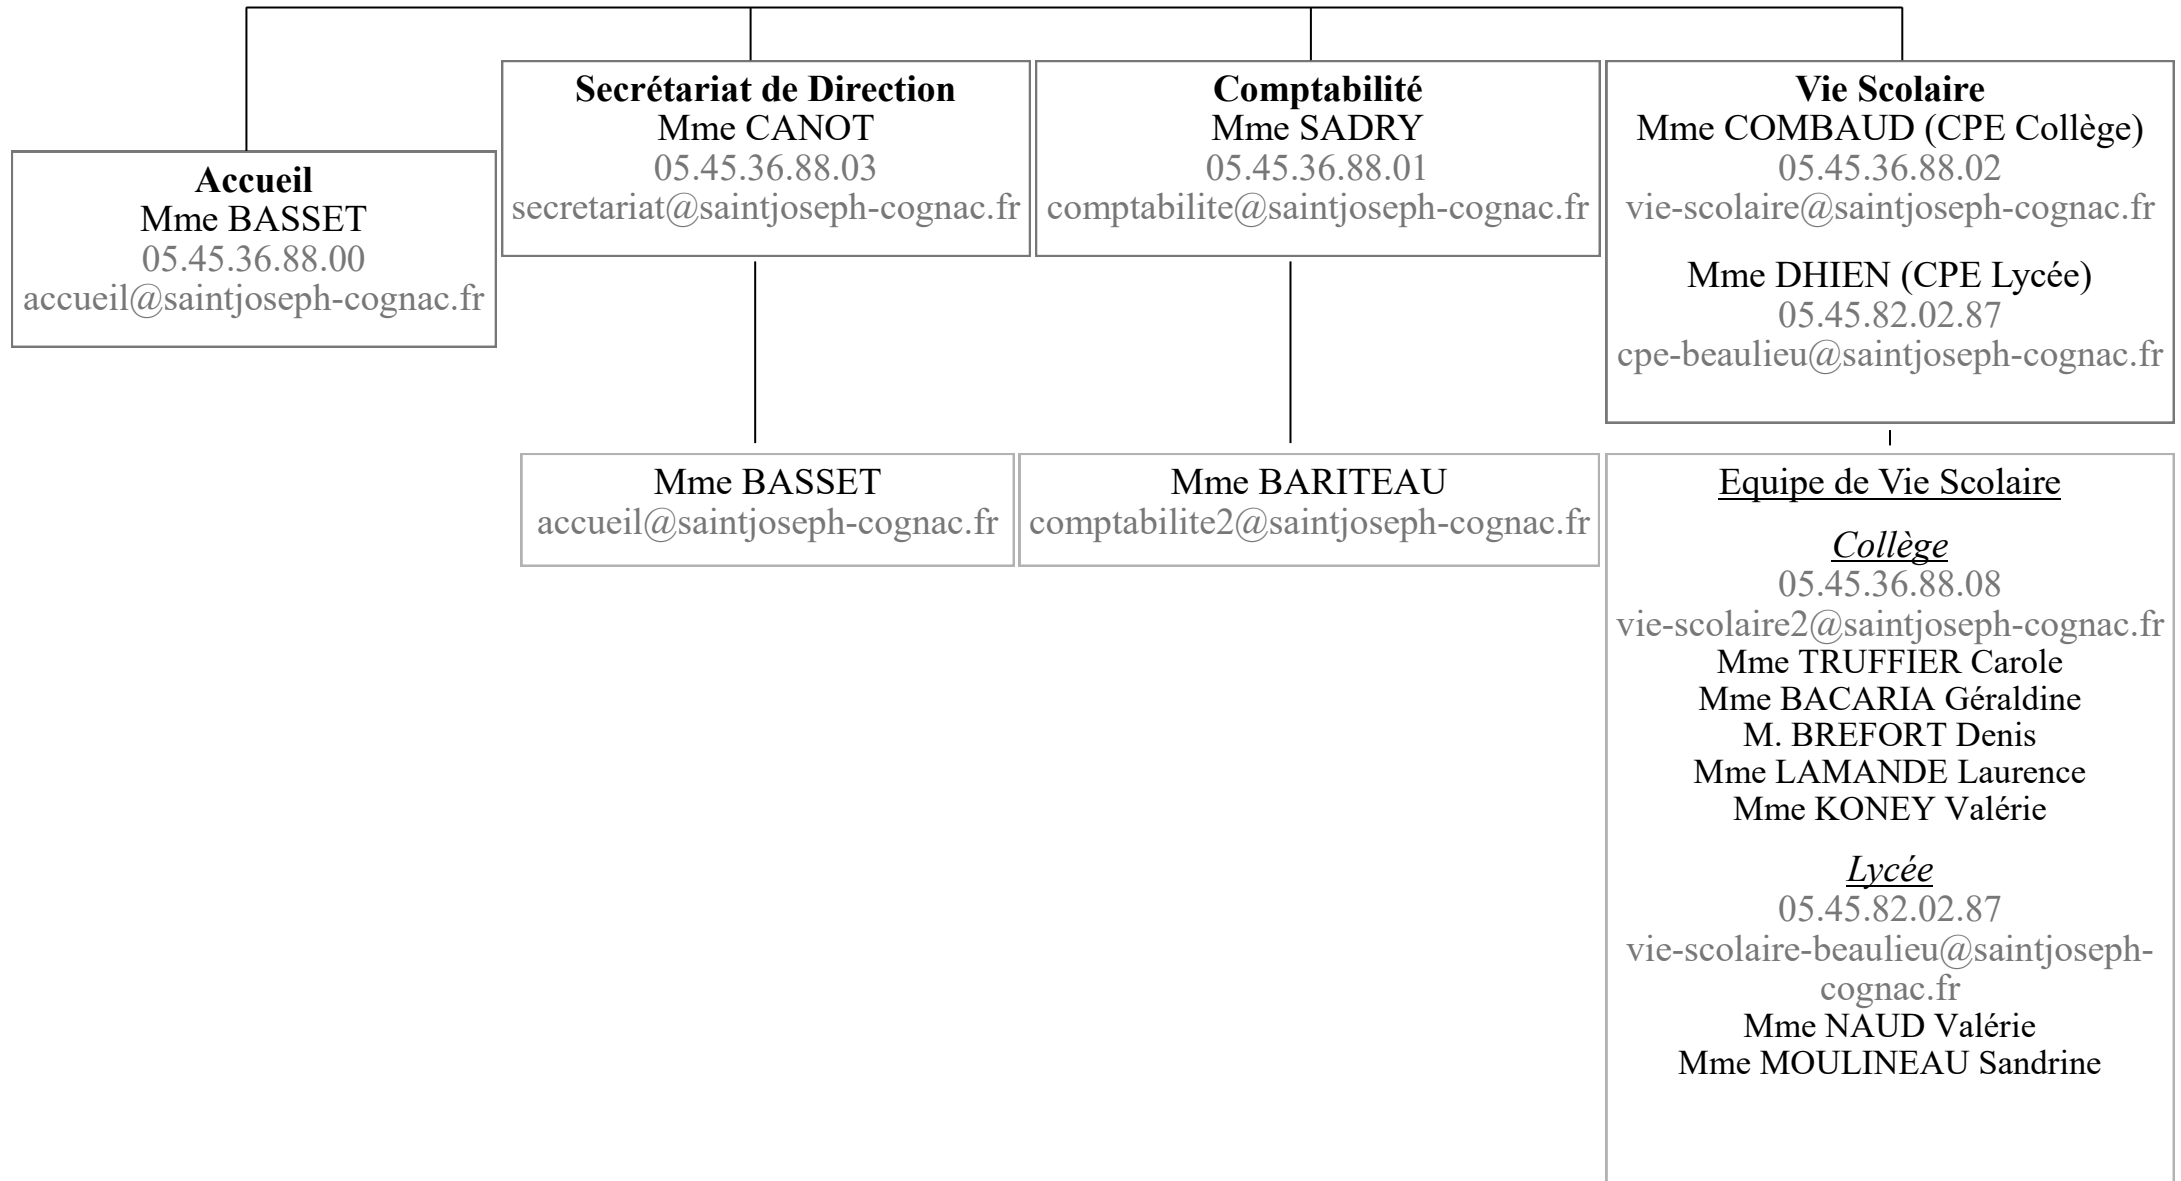 Accueil
Mme BASSET
05.45.36.88.00
accueil@saintjoseph-cognac.fr
Secrétariat de Direction
Mme CANOT
05.45.36.88.03
secretariat@saintjoseph-cognac.fr
Comptabilité
Mme SADRY
05.45.36.88.01
comptabilite@saintjoseph-cognac.fr
Vie Scolaire
Mme COMBAUD (CPE Collège)
05.45.36.88.02
vie-scolaire@saintjoseph-cognac.fr
Mme DHIEN (CPE Lycée)
05.45.82.02.87
cpe-beaulieu@saintjoseph-cognac.fr
Mme BASSET
accueil@saintjoseph-cognac.fr
Mme BARITEAU
comptabilite2@saintjoseph-cognac.fr
Equipe de Vie Scolaire
Collège
05.45.36.88.08
vie-scolaire2@saintjoseph-cognac.fr
Mme TRUFFIER Carole
Mme BACARIA Géraldine
M. BREFORT Denis
Mme LAMANDE Laurence
Mme KONEY Valérie
Lycée
05.45.82.02.87
vie-scolaire-beaulieu@saintjoseph-
cognac.fr
Mme NAUD Valérie
Mme MOULINEAU Sandrine